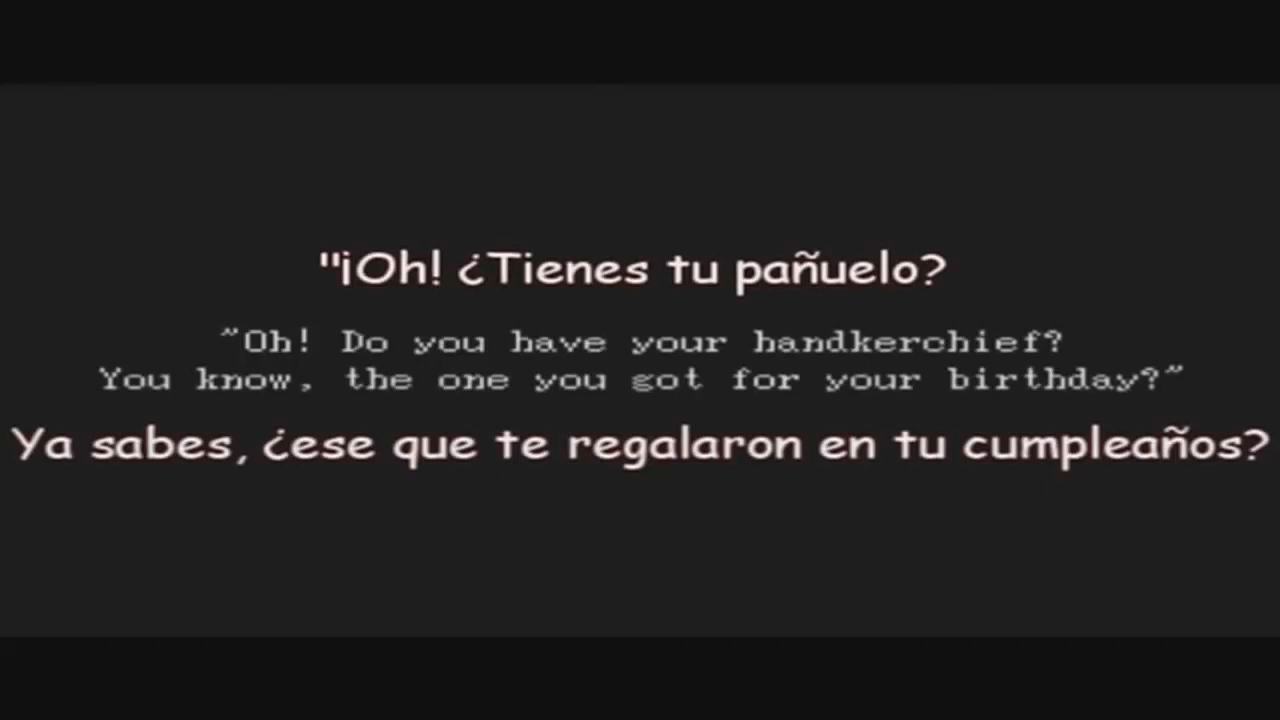 "¡Oh! ¿Tienes tu pañuelo?
"Oh! Do you have your handkerchief?
You know, the one you got for your birthday?"
Ya sabes, ¿ese que te regalaron en tu cumpleaños?